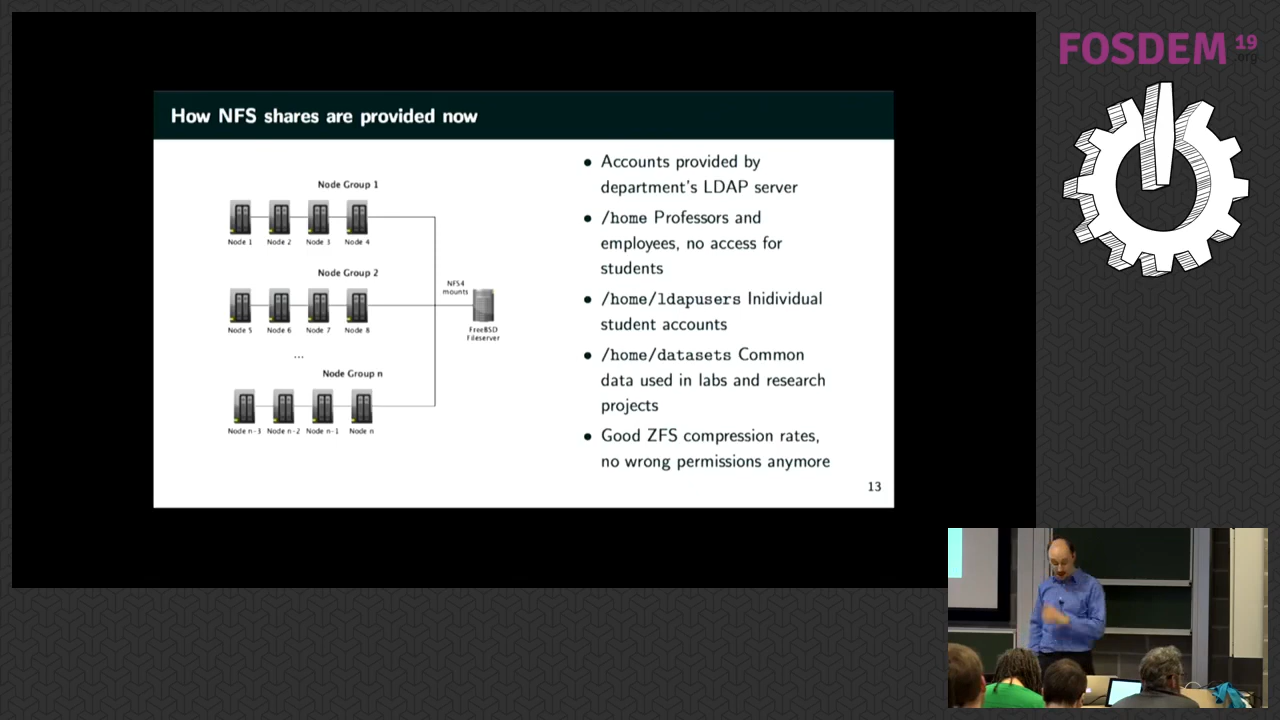 FOSDEM 19
.org
How NFS shares are provided now
Node Group 1
Node 1 Node 2 Node 3 Node 4
Node Group 2
Node 5 Node 6 Node 7 Node 8
...
Node Group n
Node n-3 Node n-2 Node n-1 Node n
NFS4
mounts
FreeBSD
Fileserver
• Accounts provided by
department's LDAP server
• /home Professors and
employees, no access for
students
• /home/ldapusers Inidividual
student accounts
• /home/datasets Common
data used in labs and research
projects
• Good ZFS compression rates,
no wrong permissions anymore
13